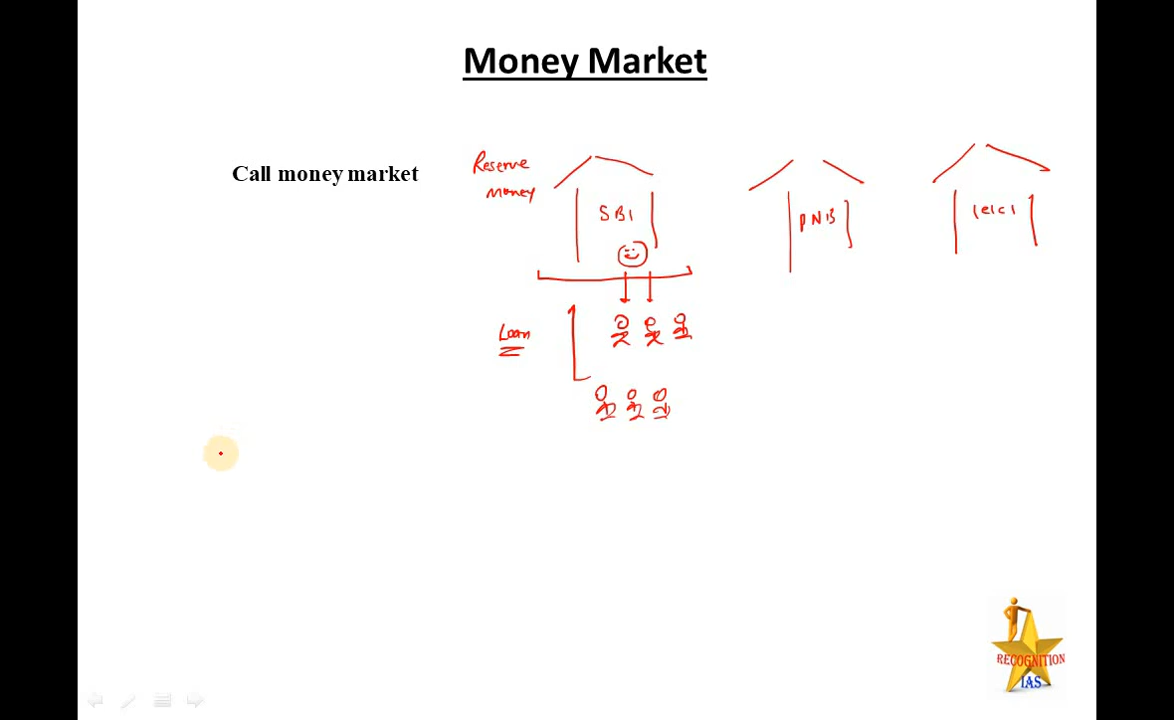 Money Market
Call money market
Reserve
Money
SBI
PNB
ICICI
Loan
RECOGNITION
IAS